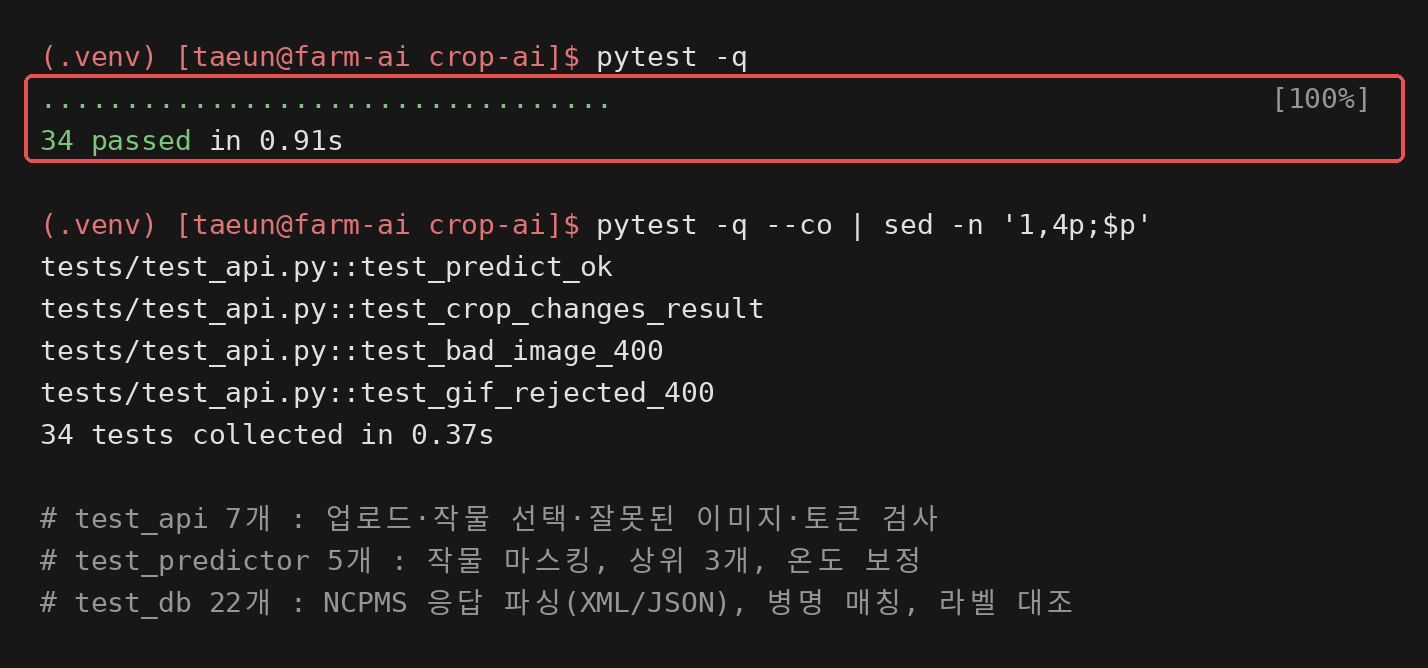 (.venv) [taeun@farm-ai crop-ai]$ pytest -q
.................................. [100%]
34 passed in 0.91s
(.venv) [taeun@farm-ai crop-ai]$ pytest -q --co | sed -n '1,4p;$p'
tests/test_api.py::test_predict_ok
tests/test_api.py::test_crop_changes_result
tests/test_api.py::test_bad_image_400
tests/test_api.py::test_gif_rejected_400
34 tests collected in 0.37s
# test_api 7개 : 업로드·작물 선택·잘못된 이미지·토큰 검사
# test_predictor 5개 : 작물 마스킹, 상위 3개, 온도 보정
# test_db 22개 : NCPMS 응답 파싱(XML/JSON), 병명 매칭, 라벨 대조